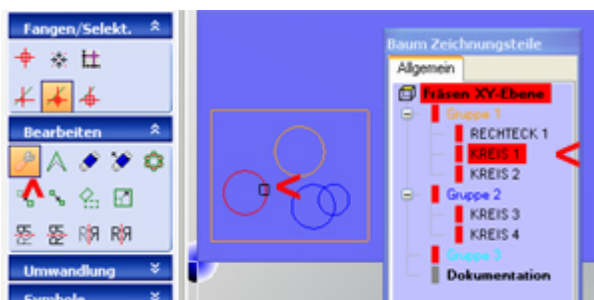 Fangen/Selekt.
Bearbeiten
Umwandlung
Symbole
Baum Zeichnungsteile
Allgemein
Fräsen XY-Ebene
Gruppe 1
RECHTECK 1
KREIS 1
KREIS 2
Gruppe 2
KREIS 3
KREIS 4
Gruppe 3
Dokumentation